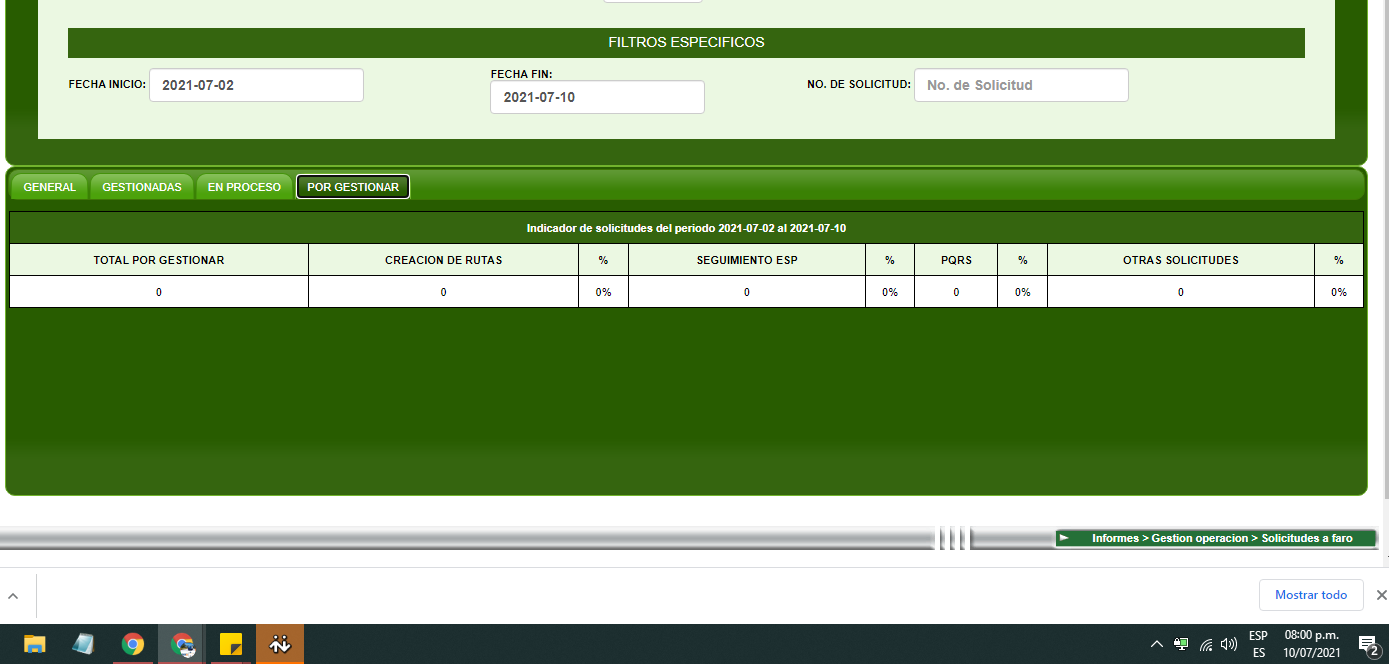 FILTROS ESPECIFICOS
FECHA INICIO: 2021-07-02
FECHA FIN: 2021-07-10
NO. DE SOLICITUD: No. de Solicitud
GENERAL GESTIONADAS EN PROCESO POR GESTIONAR
Indicador de solicitudes del periodo 2021-07-02 al 2021-07-10
TOTAL POR GESTIONAR CREACION DE RUTAS % SEGUIMIENTO ESP % PQRS % OTRAS SOLICITUDES %
0 0 0% 0 0% 0 0% 0 0%
Informes > Gestion operacion > Solicitudes a faro
Mostrar todo
ESP 08:00 p.m.
ES 10/07/2021 2